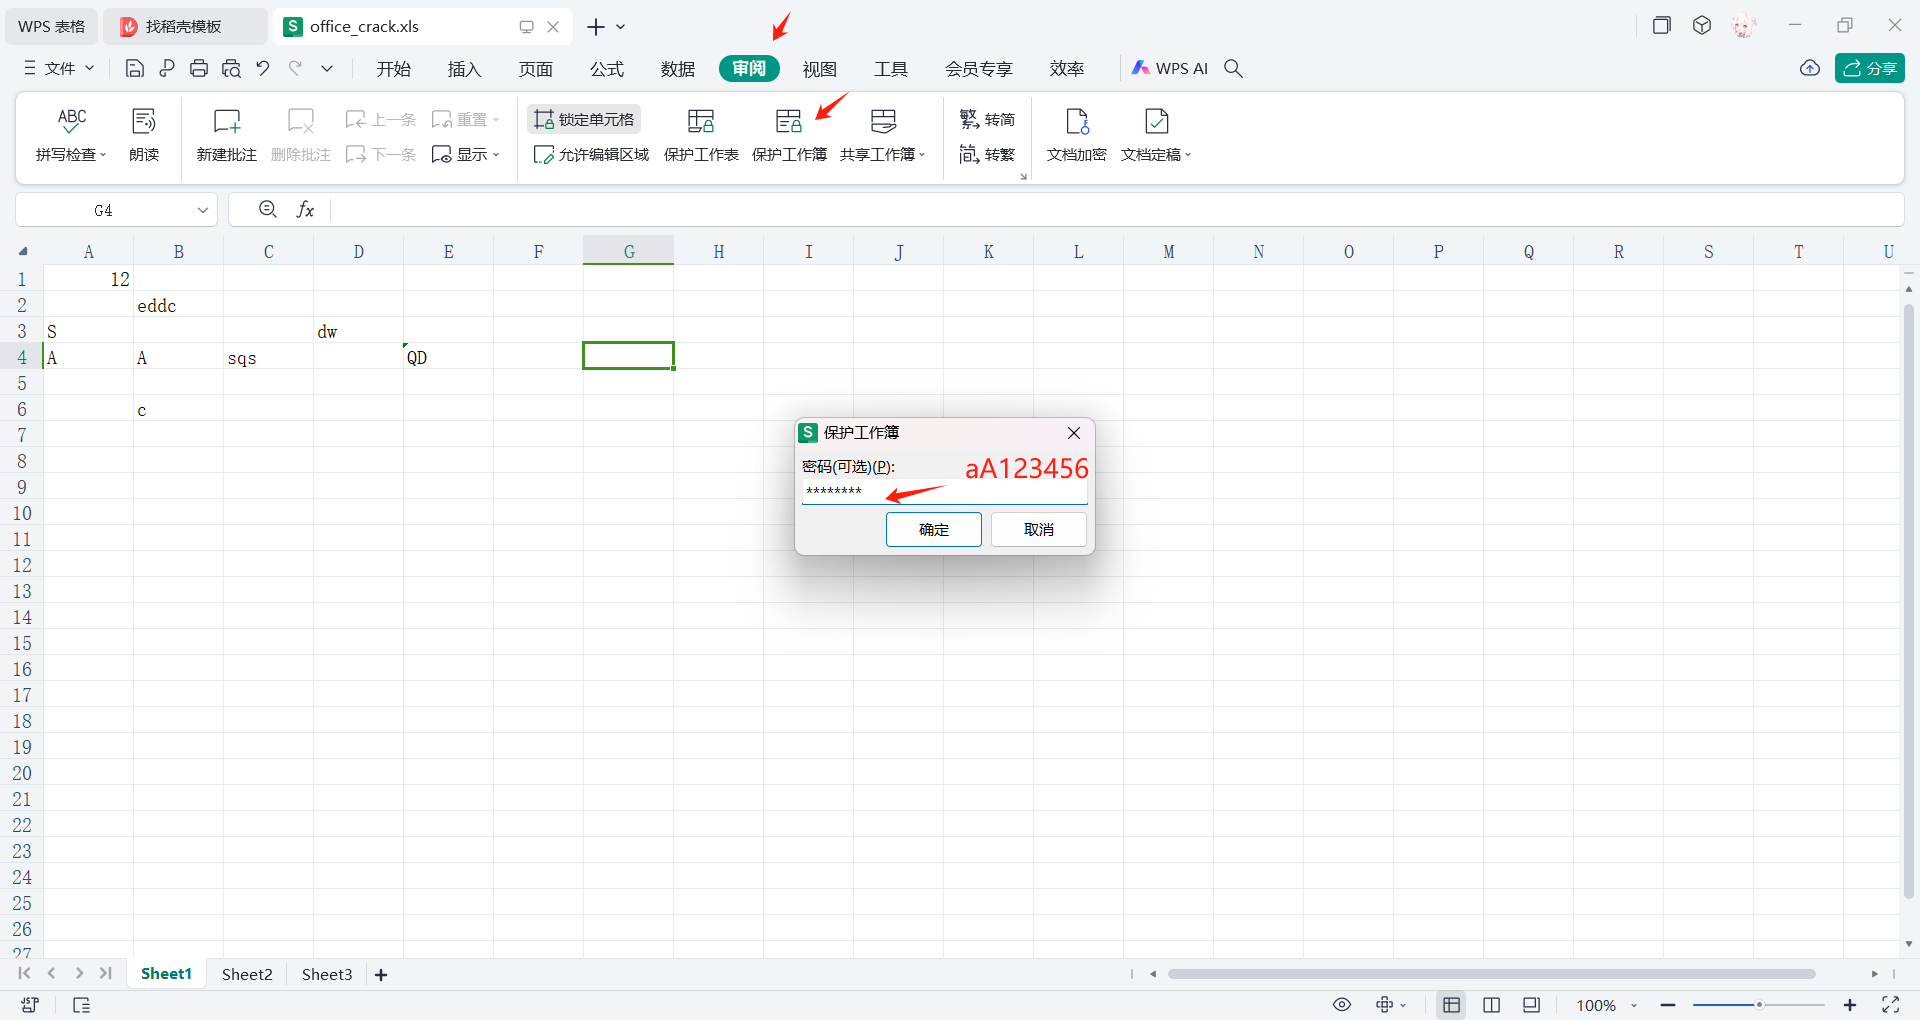 WPS 表格 找稻壳模板 S office_crack.xls
文件 开始 插入 页面 公式 数据 审阅 视图 工具 会员专享 效率 WPS AI 分享
ABC 锁定单元格 上一条 重置 繁 转简
拼写检查 朗读 新建批注 删除批注 下一条 显示 允许编辑区域 保护工作表 保护工作簿 共享工作簿 简 转繁 文档加密 文档定稿
G4 fx
A B C D E F G H I J K L M N O P Q R S T U
1 12
2 eddc
3 S dw
4 A A sqs QD
5
6 c
7
8
9
10
11
12
13
14
15
16
17
18
19
20
21
22
23
24
25
26
27
S 保护工作簿
密码(可选)(P): aA123456
********
确定 取消
Sheet1 Sheet2 Sheet3
100%